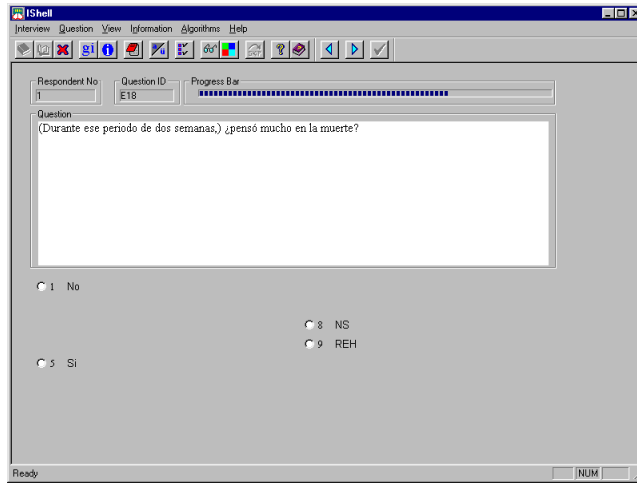 IShell
Interview Question View Information Algorithms Help
gi
Respondent No
Question ID
Progress Bar
1
E18
Question
(Durante ese periodo de dos semanas,) ¿pensó mucho en la muerte?
1 No
8 NS
9 REH
5 Si
Ready
NUM